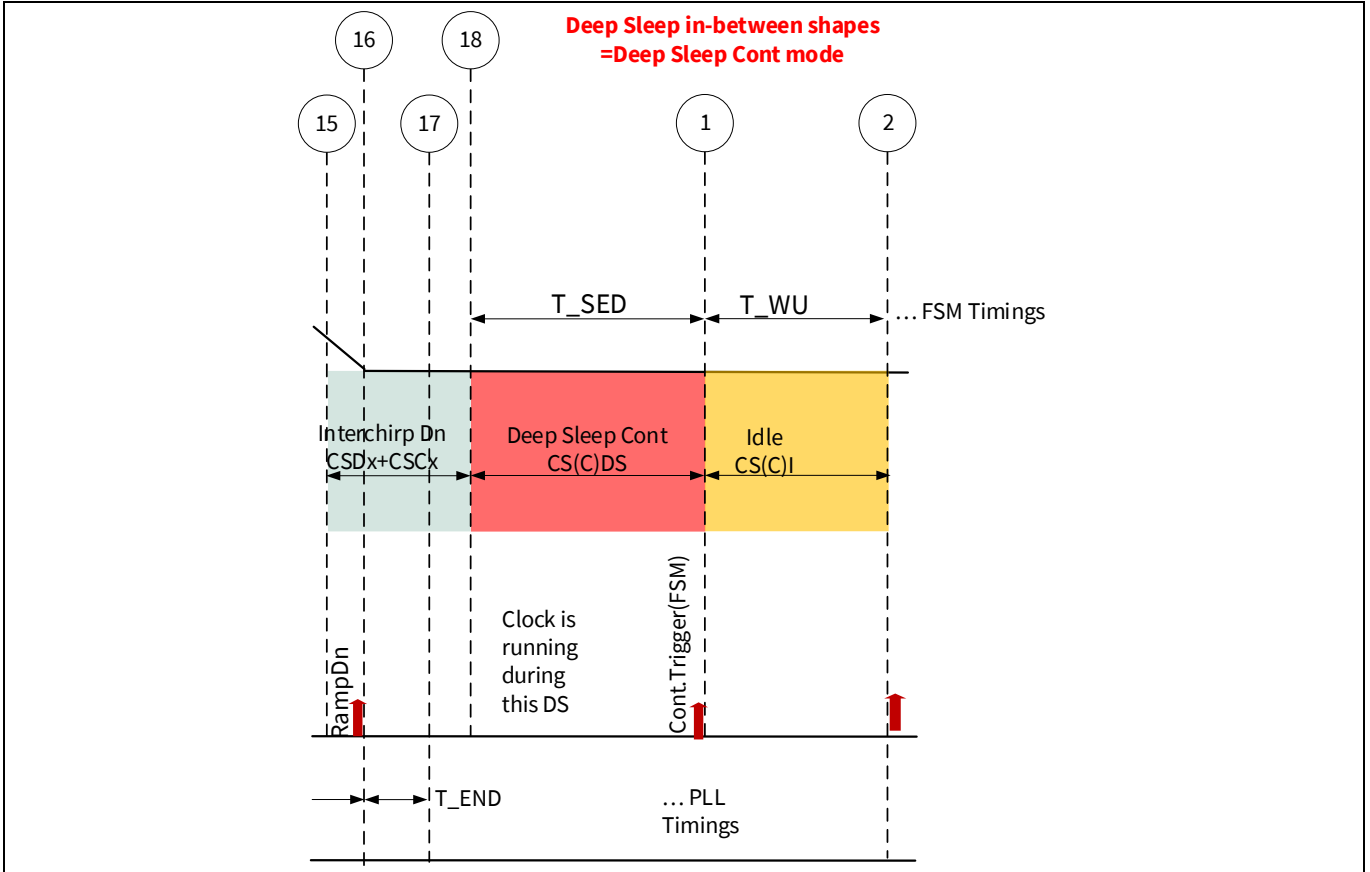 Deep Sleep in-between shapes
=Deep Sleep Cont mode
16
18
15
17
1
2
T_SED
T_WU
... FSM Timings
Interchirp Dn
CSDx+CSCx
Deep Sleep Cont
CS(C)DS
Idle
CS(C)I
Clock is
running
during
this DS
RampDn
Cont.Trigger(FSM)
T_END
... PLL
Timings